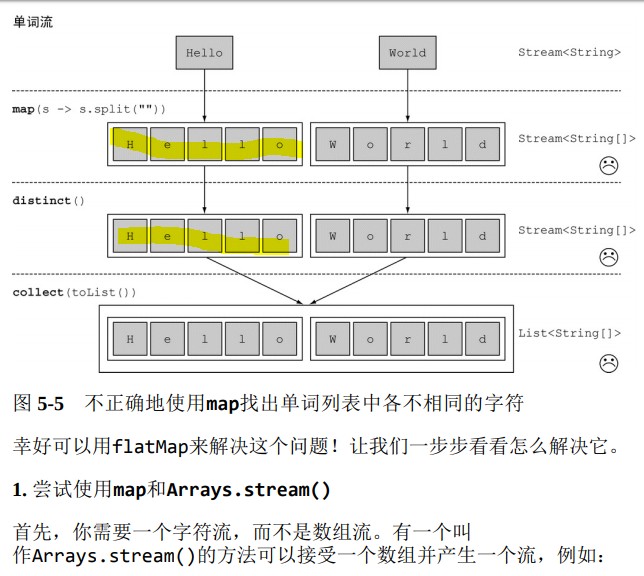 单词流
Hello World Stream<String>
map(s -> s.split(""))
H e l l o W o r l d Stream<String[]>
distinct()
H e l l o W o r l d Stream<String[]>
collect(toList())
H e l l o W o r l d List<String[]>
图 5-5 不正确地使用map找出单词列表中各不相同的字符
幸好可以用flatMap来解决这个问题！让我们一步步看看怎么解决它。
1. 尝试使用map和Arrays.stream()
首先，你需要一个字符流，而不是数组流。有一个叫
作Arrays.stream()的方法可以接受一个数组并产生一个流，例如：